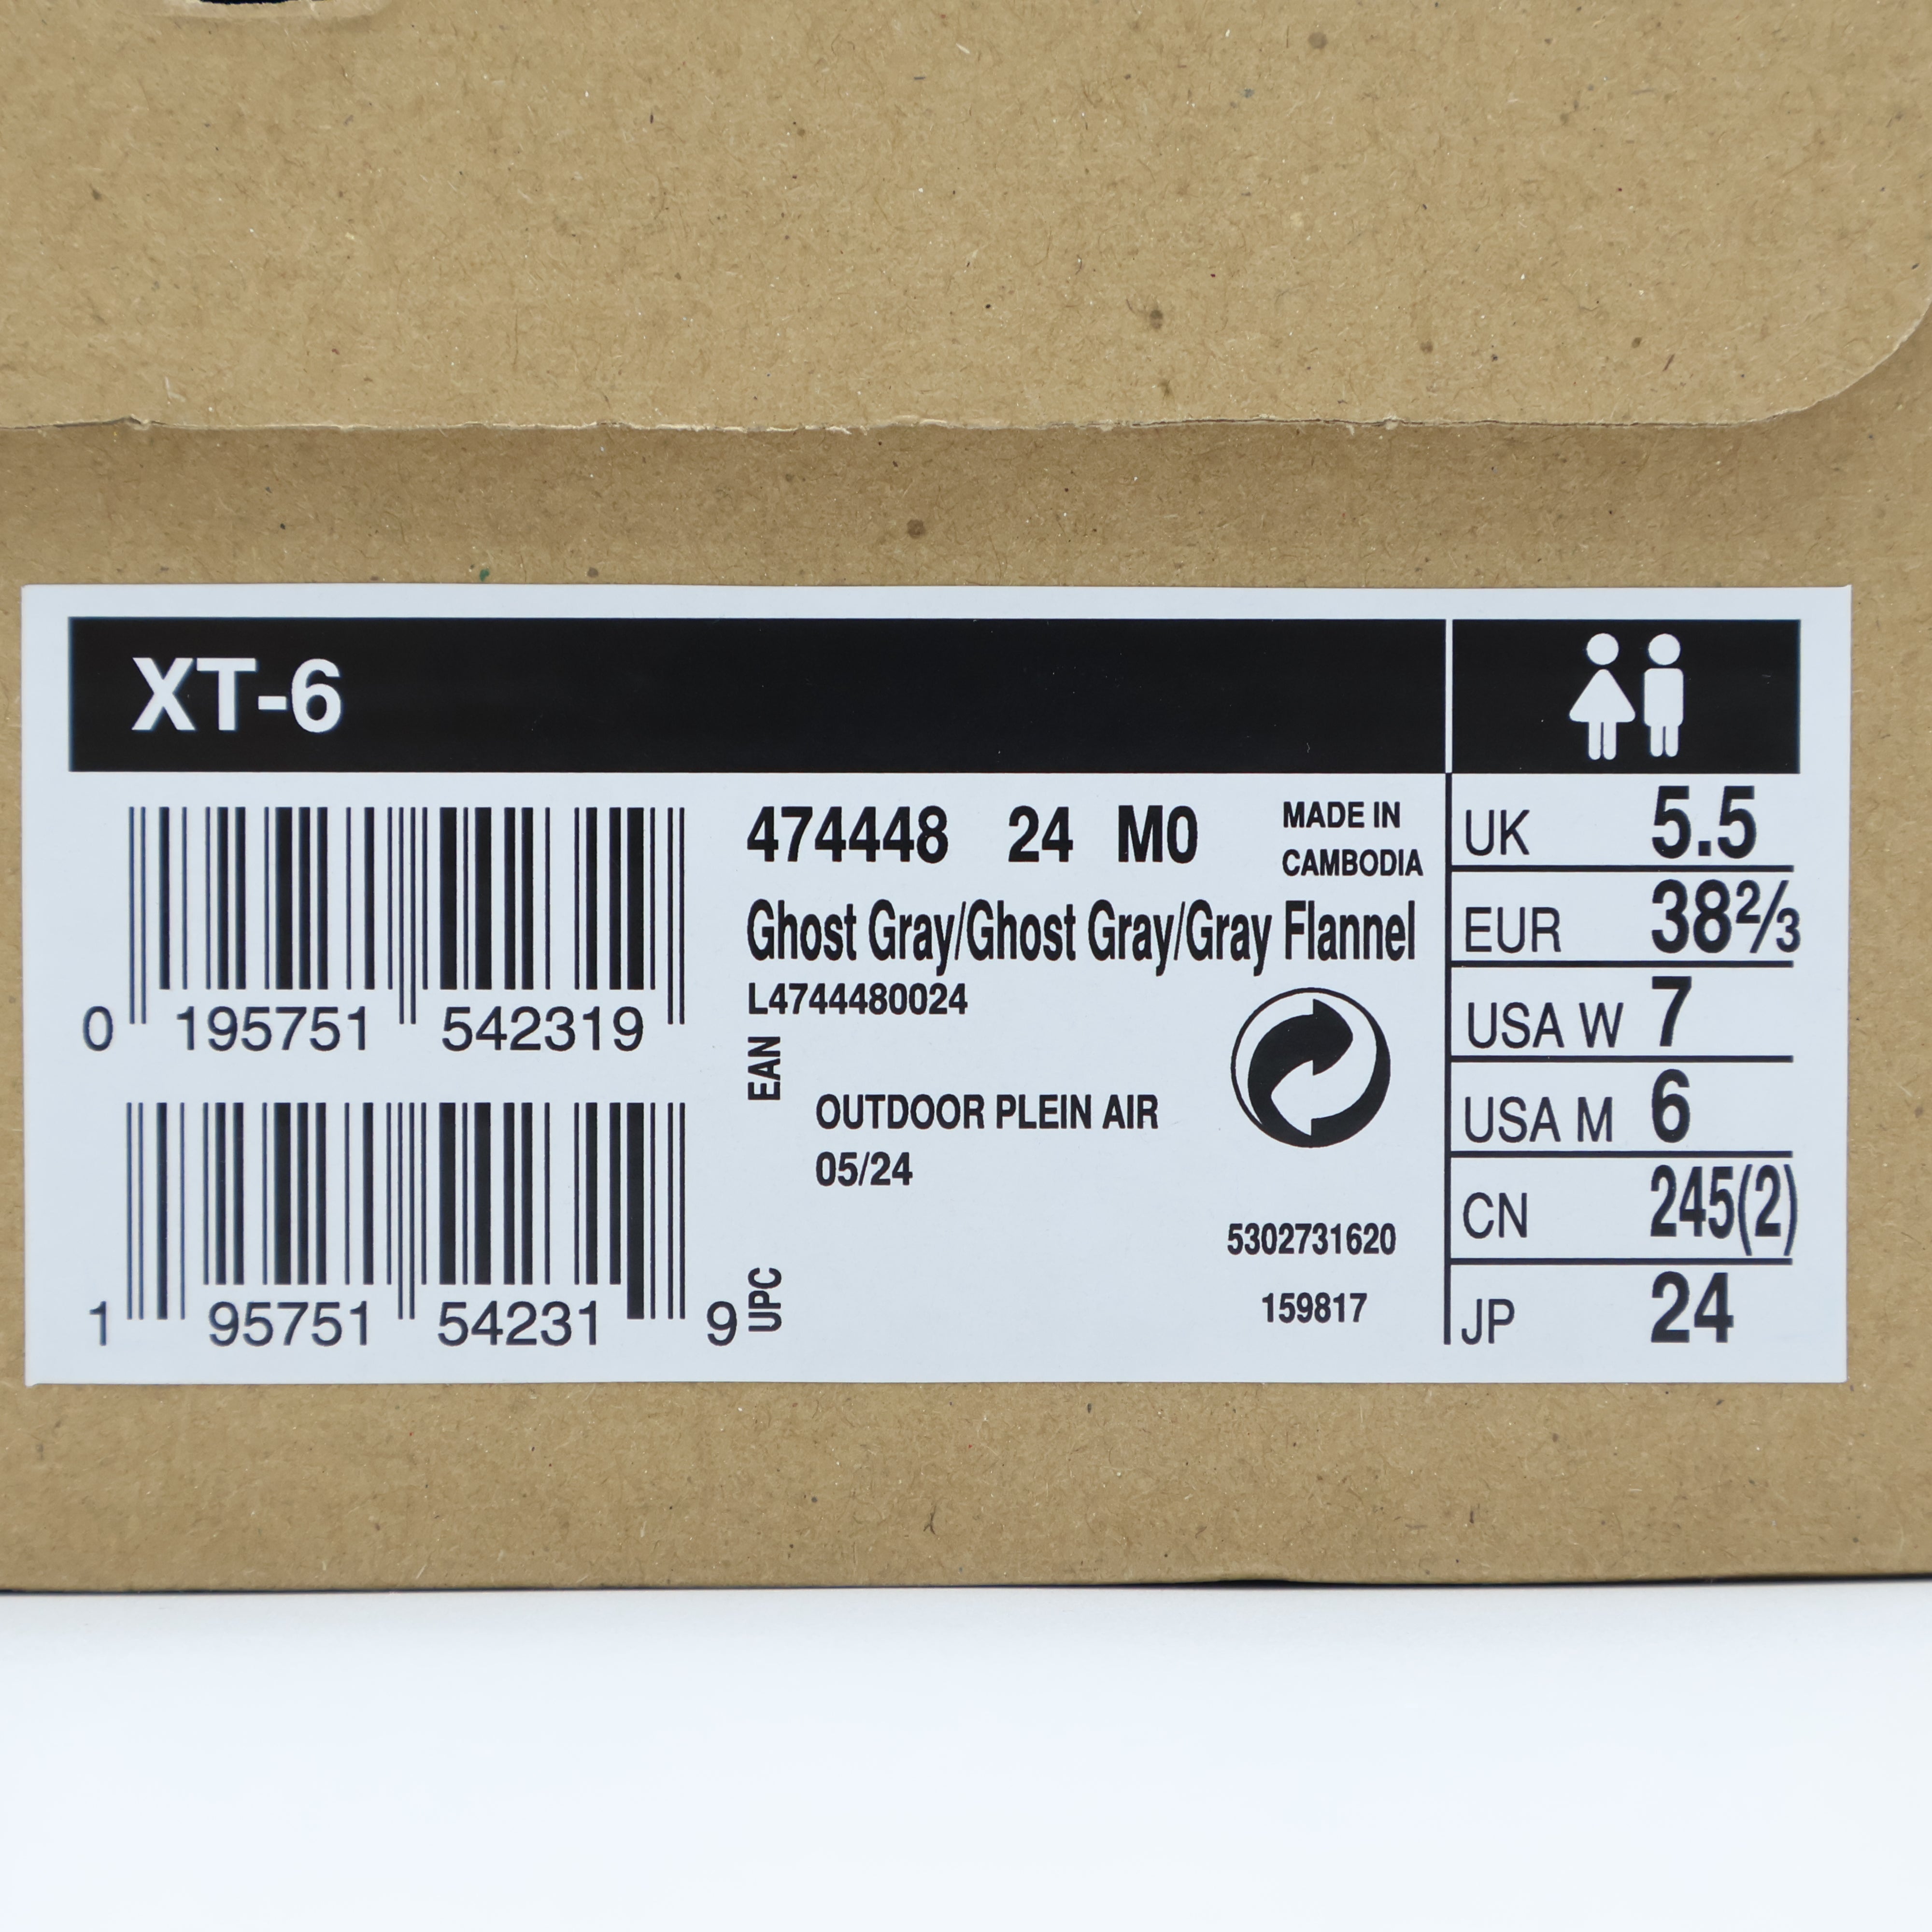 XT-6
0 195751 542319
EAN
1 95751 54231 9
UPC
474448 24 M0
MADE IN
CAMBODIA
Ghost Gray/Ghost Gray/Gray Flannel
L4744480024
OUTDOOR PLEIN AIR
05/24
5302731620
159817
UK 5.5
EUR 38⅔
USA W 7
USA M 6
CN 245(2)
JP 24